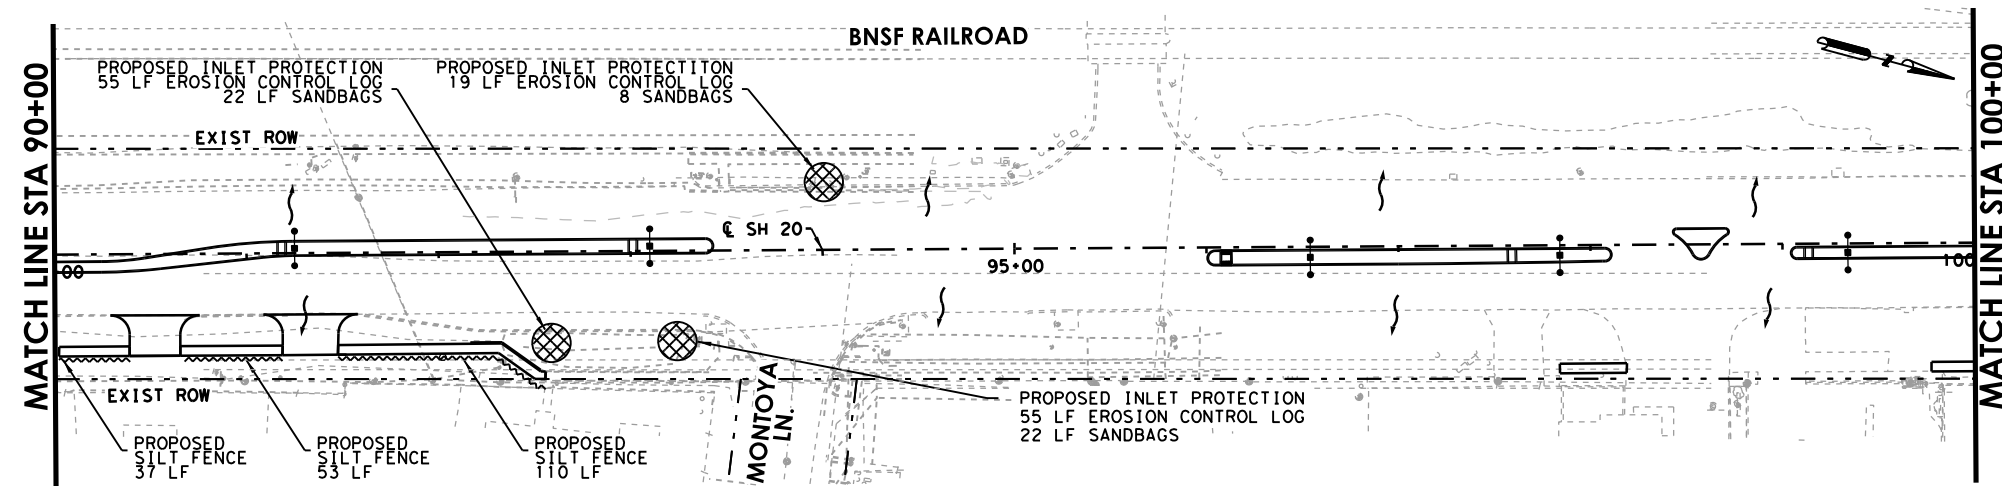 BNSF RAILROAD
MATCH LINE STA 90+00
PROPOSED INLET PROTECTION
55 LF EROSION CONTROL LOG
22 LF SANDBAGS
PROPOSED INLET PROTECTITON
19 LF EROSION CONTROL LOG
8 SANDBAGS
N
MATCH LINE STA 100+00
EXIST ROW
℄ SH 20
00
95+00
100
EXIST ROW
MONTOYA
LN.
PROPOSED INLET PROTECTION
55 LF EROSION CONTROL LOG
22 LF SANDBAGS
PROPOSED
SILT FENCE
37 LF
PROPOSED
SILT FENCE
53 LF
PROPOSED
SILT FENCE
110 LF